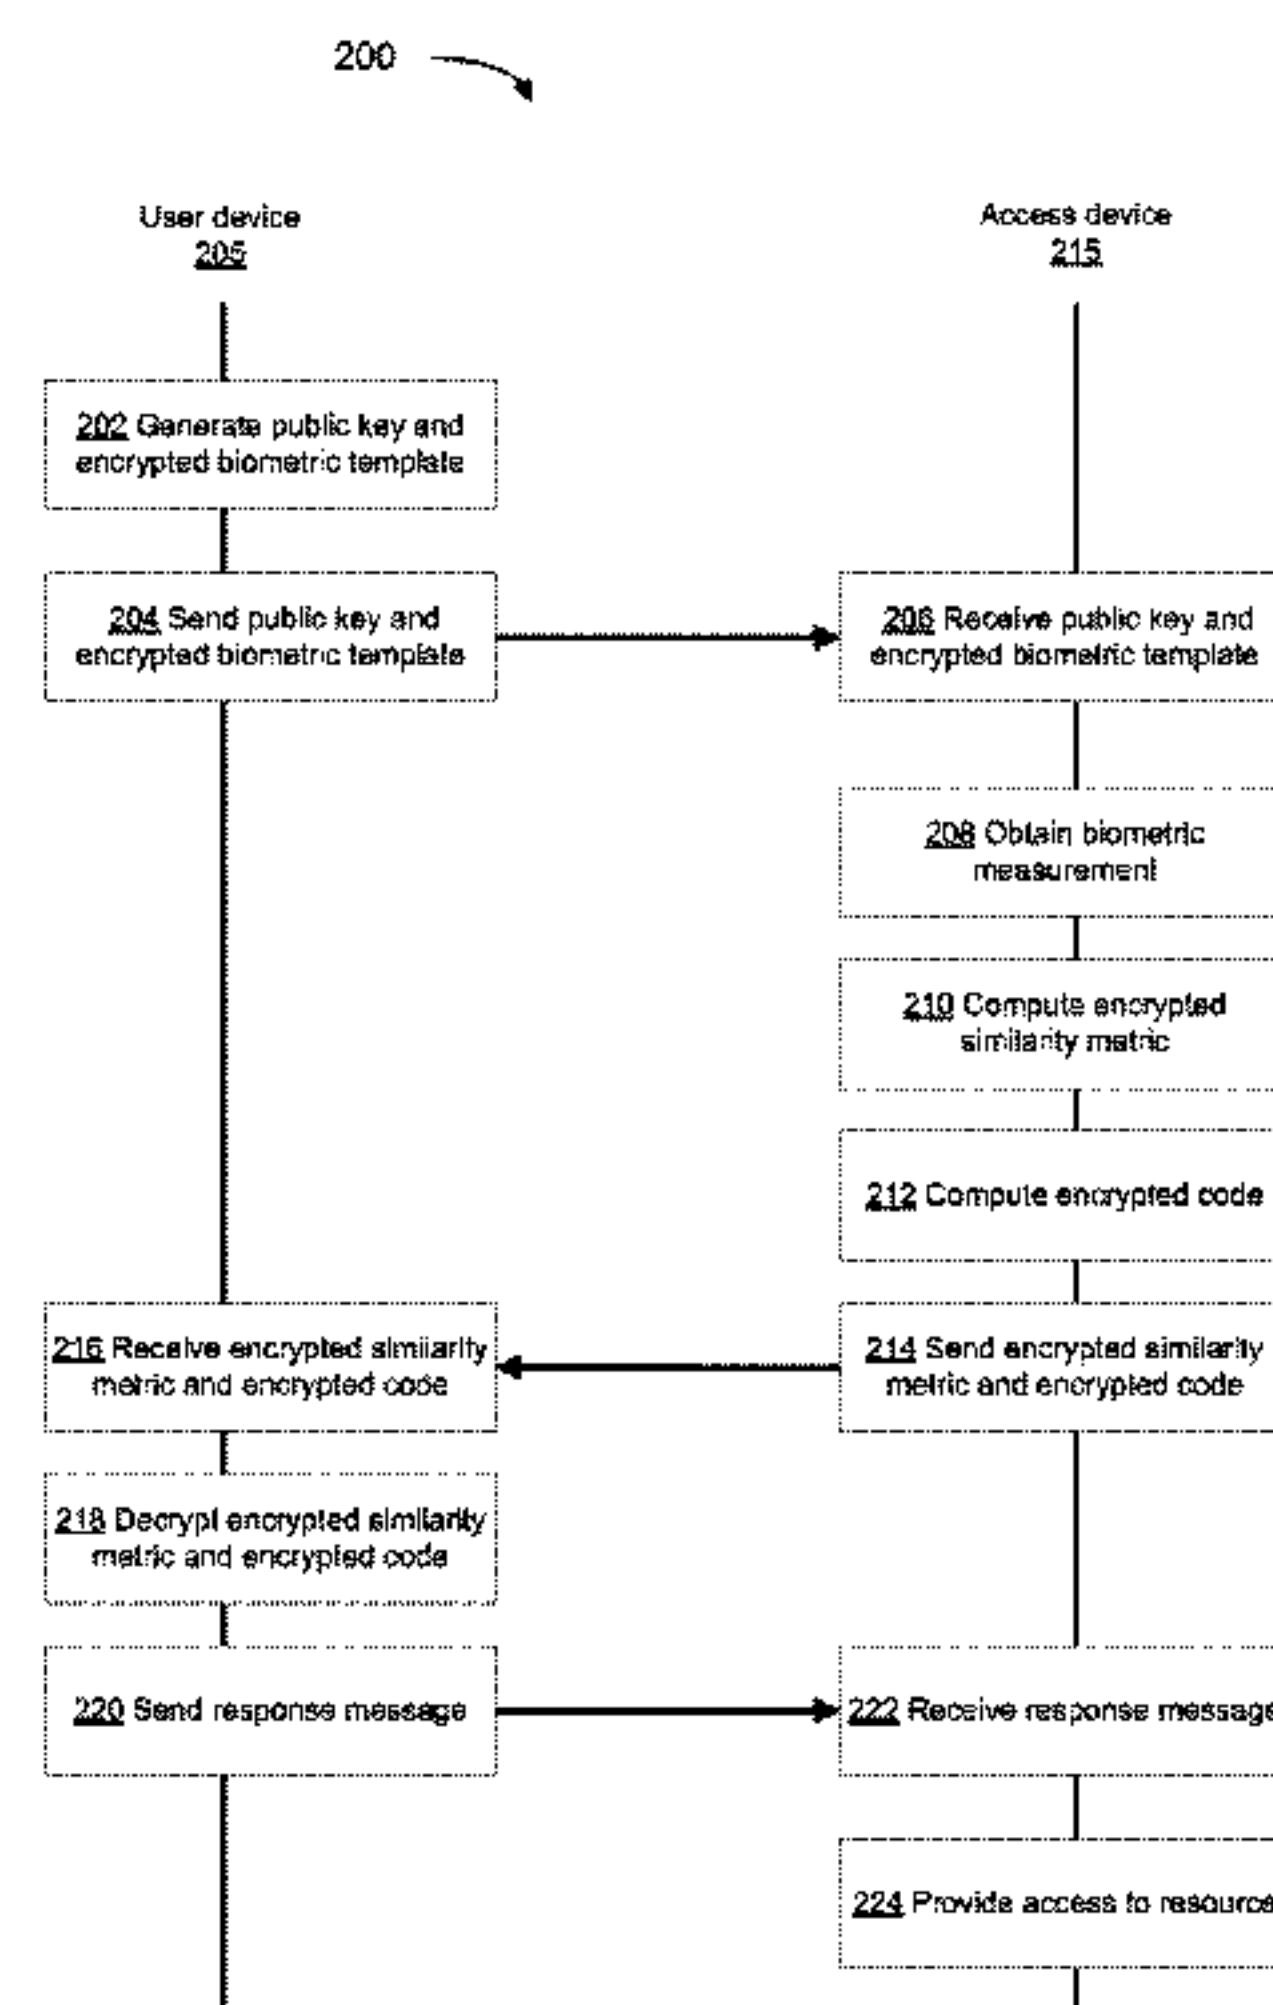 200
User device
205
Access device
215
202 Generate public key and
encrypted biometric template
204 Send public key and
encrypted biometric template
206 Receive public key and
encrypted biometric template
208 Obtain biometric
measurement
210 Compute encrypted
similarity metric
212 Compute encrypted code
216 Receive encrypted similarity
metric and encrypted code
214 Send encrypted similarity
metric and encrypted code
218 Decrypt encrypted similarity
metric and encrypted code
220 Send response message
222 Receive response message
224 Provide access to resource